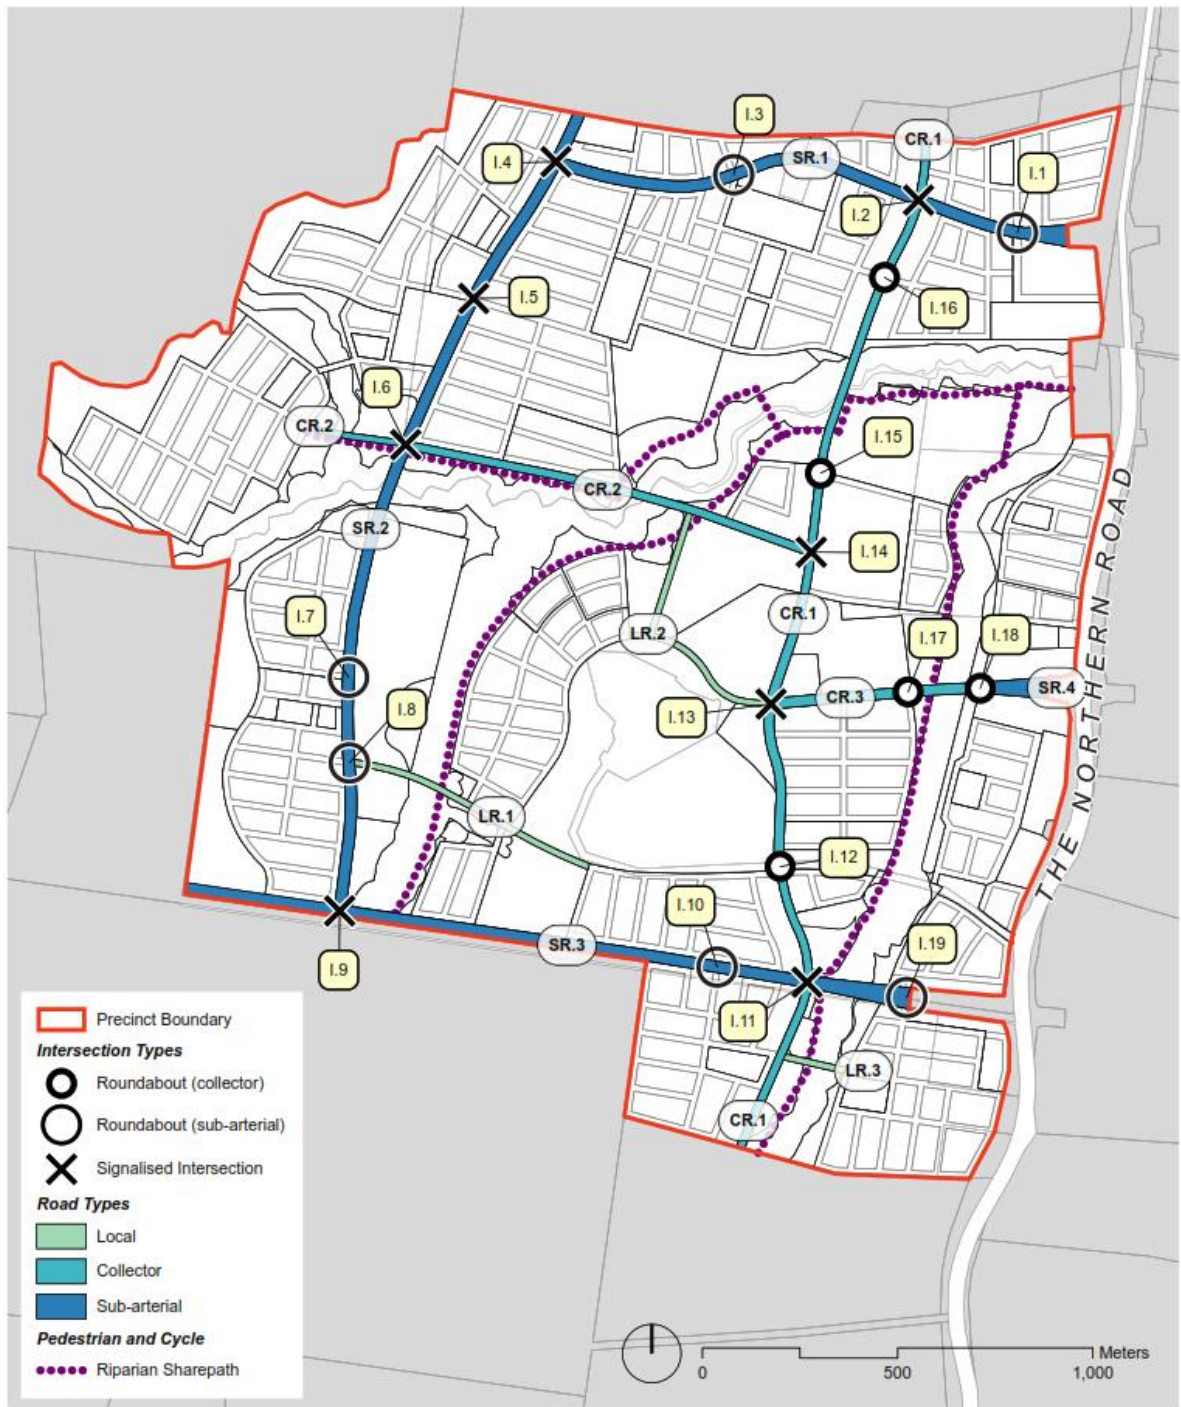 I.3
CR.1
I.4
SR.1
I.1
I.2
I.5
I.16
I.6
CR.2
I.15
CR.2
SR.2
I.14
I.7
CR.1
LR.2
I.17
I.18
CR.3
SR.4
I.13
I.8
LR.1
THE NORTHERN ROAD
I.12
I.10
SR.3
I.19
I.9
I.11
LR.3
CR.1
Precinct Boundary
Intersection Types
Roundabout (collector)
Roundabout (sub-arterial)
Signalised Intersection
Road Types
Local
Collector
Sub-arterial
Pedestrian and Cycle
Riparian Sharepath
Meters
0 500 1,000